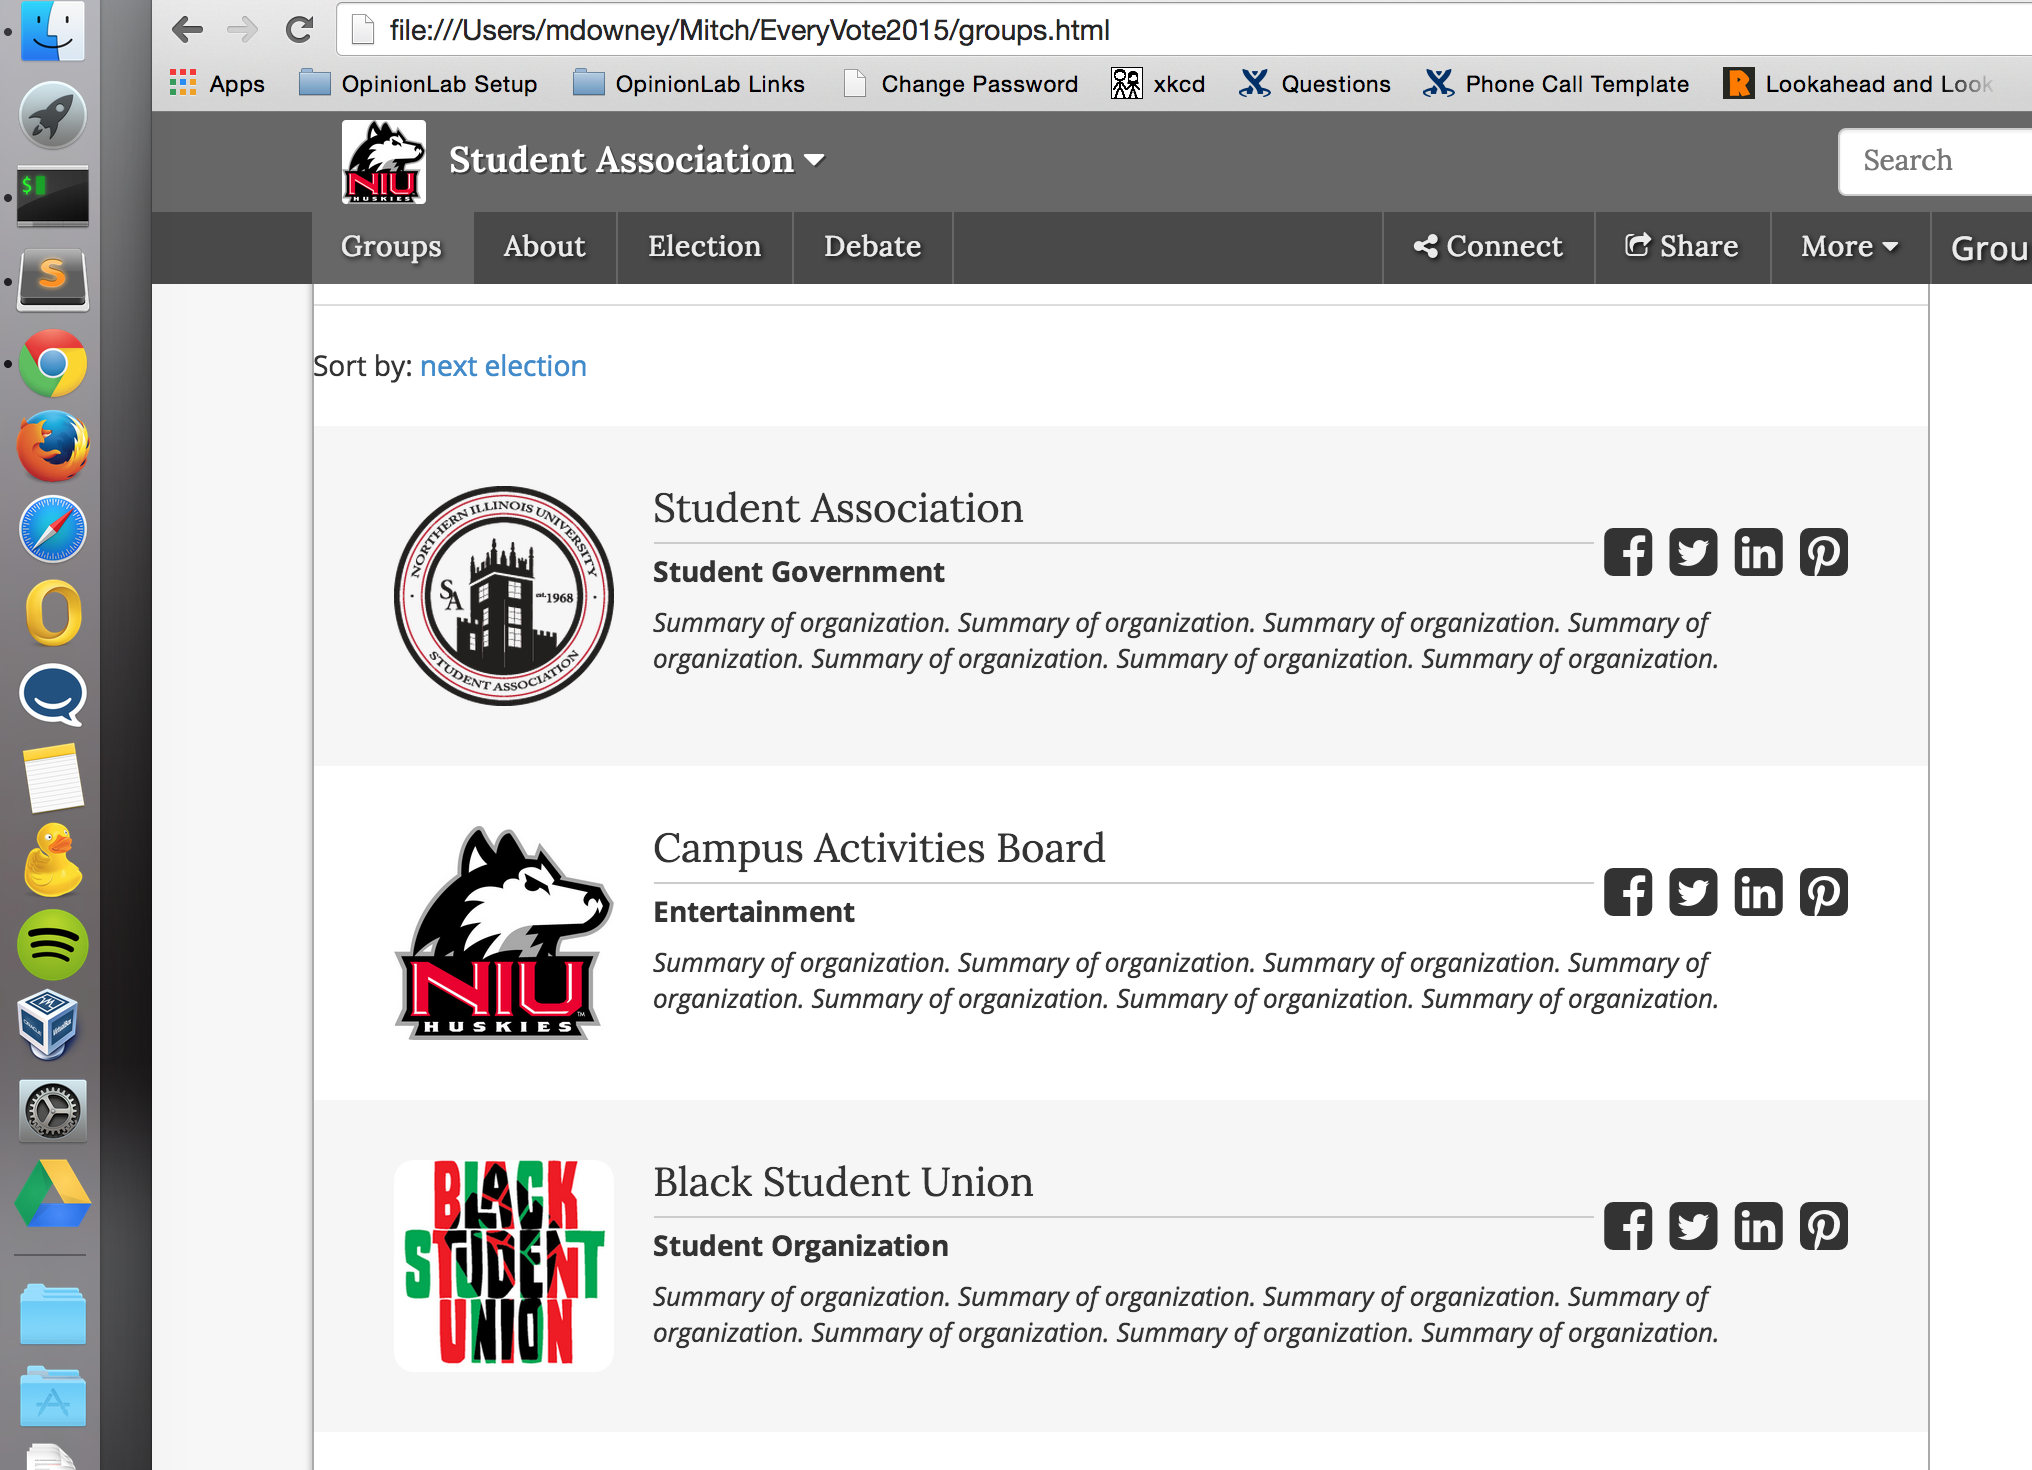 file:///Users/mdowney/Mitch/EveryVote2015/groups.html
Apps OpinionLab Setup OpinionLab Links Change Password xkcd Questions Phone Call Template Lookahead and Look
NIU
HUSKIES
Student Association
Search
Groups About Election Debate Connect Share More Grou
Sort by: next election
NORTHERN ILLINOIS UNIVERSITY
SA
est. 1968
STUDENT ASSOCIATION
Student Association
Student Government
Summary of organization. Summary of organization. Summary of organization. Summary of
organization. Summary of organization. Summary of organization. Summary of organization.
NIU
TM
HUSKIES
Campus Activities Board
Entertainment
Summary of organization. Summary of organization. Summary of organization. Summary of
organization. Summary of organization. Summary of organization. Summary of organization.
BLACK
STUDENT
UNION
Black Student Union
Student Organization
Summary of organization. Summary of organization. Summary of organization. Summary of
organization. Summary of organization. Summary of organization. Summary of organization.